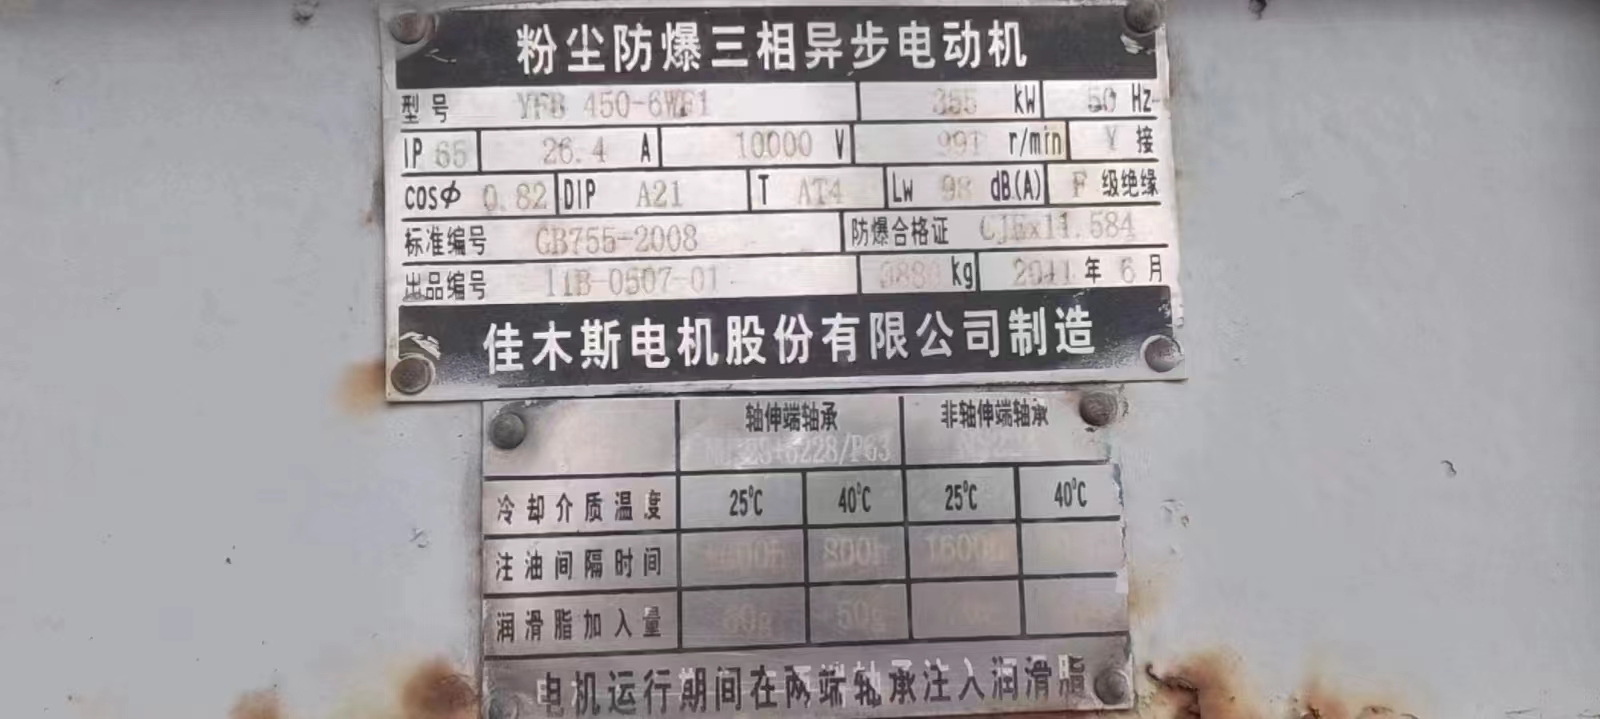 粉尘防爆三相异步电动机
型号 YFB 450-6WF1 355 kW 50 Hz
IP 65 26.4 A 10000 V 991 r/min Y 接
COSΦ 0.82 DIP A21 T AT4 LW 98 dB(A) F 级绝缘
标准编号 GB755-2008 防爆合格证 CJEx11.584
出品编号 11B-0507-01 kg 2011 年 6 月
佳木斯电机股份有限公司制造
轴伸端轴承 非轴伸端轴承
冷却介质温度 25℃ 40℃ 25℃ 40℃
注油间隔时间 800h 1600h
润滑脂加入量 50g
电机运行期间在两端轴承注入润滑脂